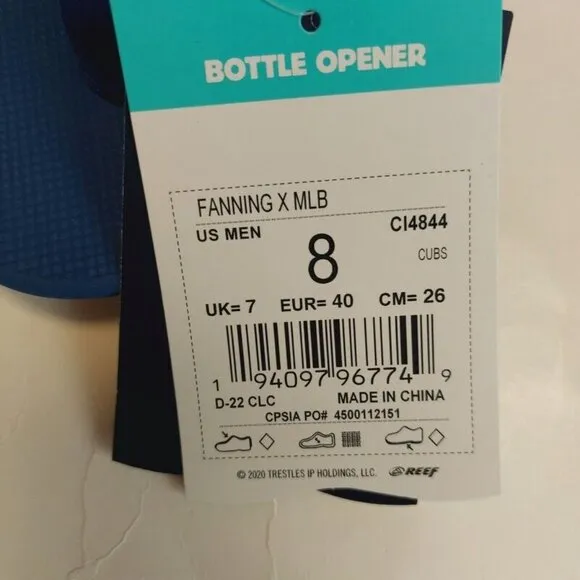 BOTTLE OPENER
FANNING X MLB
US MEN CI4844
8 CUBS
UK= 7 EUR= 40 CM= 26
1 94097 96774 9
D-22 CLC MADE IN CHINA
CPSIA PO# 4500112151
© 2020 TRESTLES IP HOLDINGS, LLC. REEF